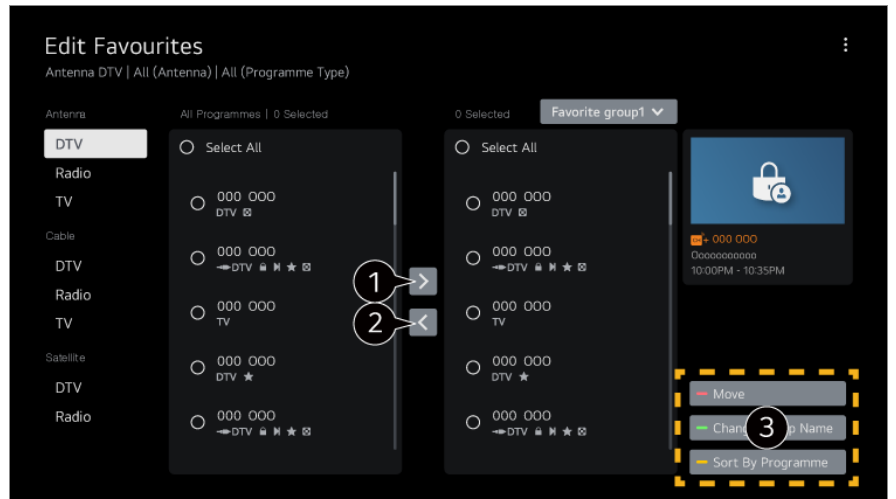 Edit Favourites
Antenna DTV | All (Antenna) | All (Programme Type)
Antenna
DTV
Radio
TV
Cable
DTV
Radio
TV
Satellite
DTV
Radio
All Programmes | 0 Selected
Select All
000 000
DTV
000 000
DTV
000 000
TV
000 000
DTV
000 000
DTV
1
2
0 Selected
Favorite group1
Select All
000 000
DTV
000 000
DTV
000 000
TV
000 000
DTV
000 000
DTV
+ 000 000
Oooooooooo
10:00PM - 10:35PM
Move
3
Name
Sort By Programme